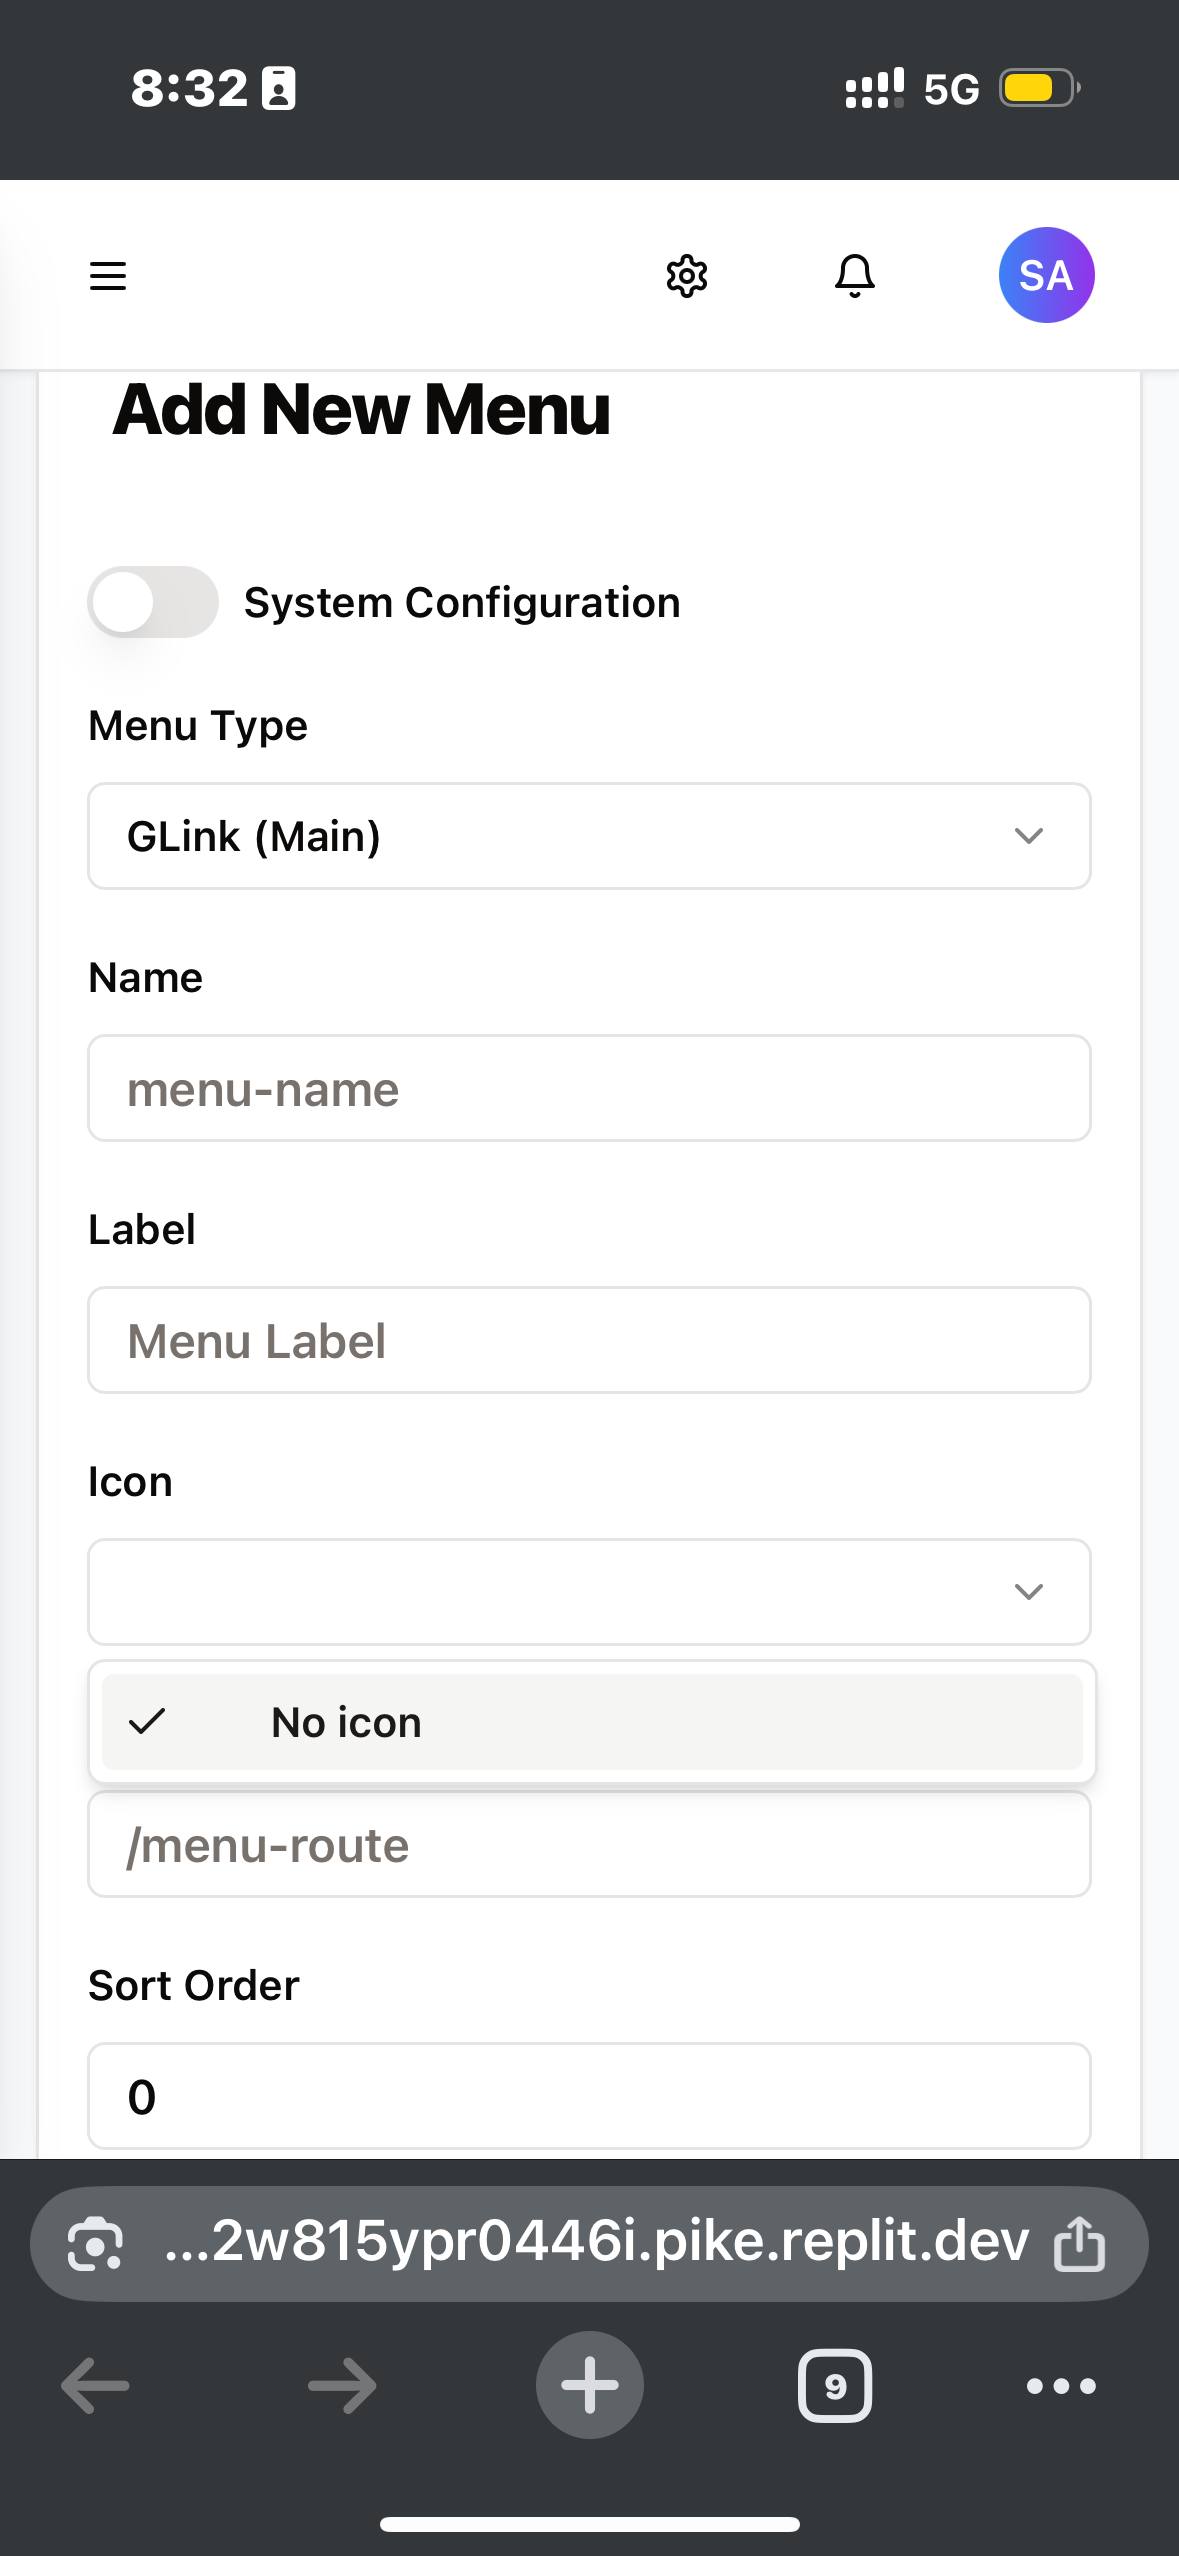 8:32
5G
SA
Add New Menu
System Configuration
Menu Type
GLink (Main)
Name
menu-name
Label
Menu Label
Icon
No icon
/menu-route
Sort Order
0
...2w815ypr0446i.pike.replit.dev
9